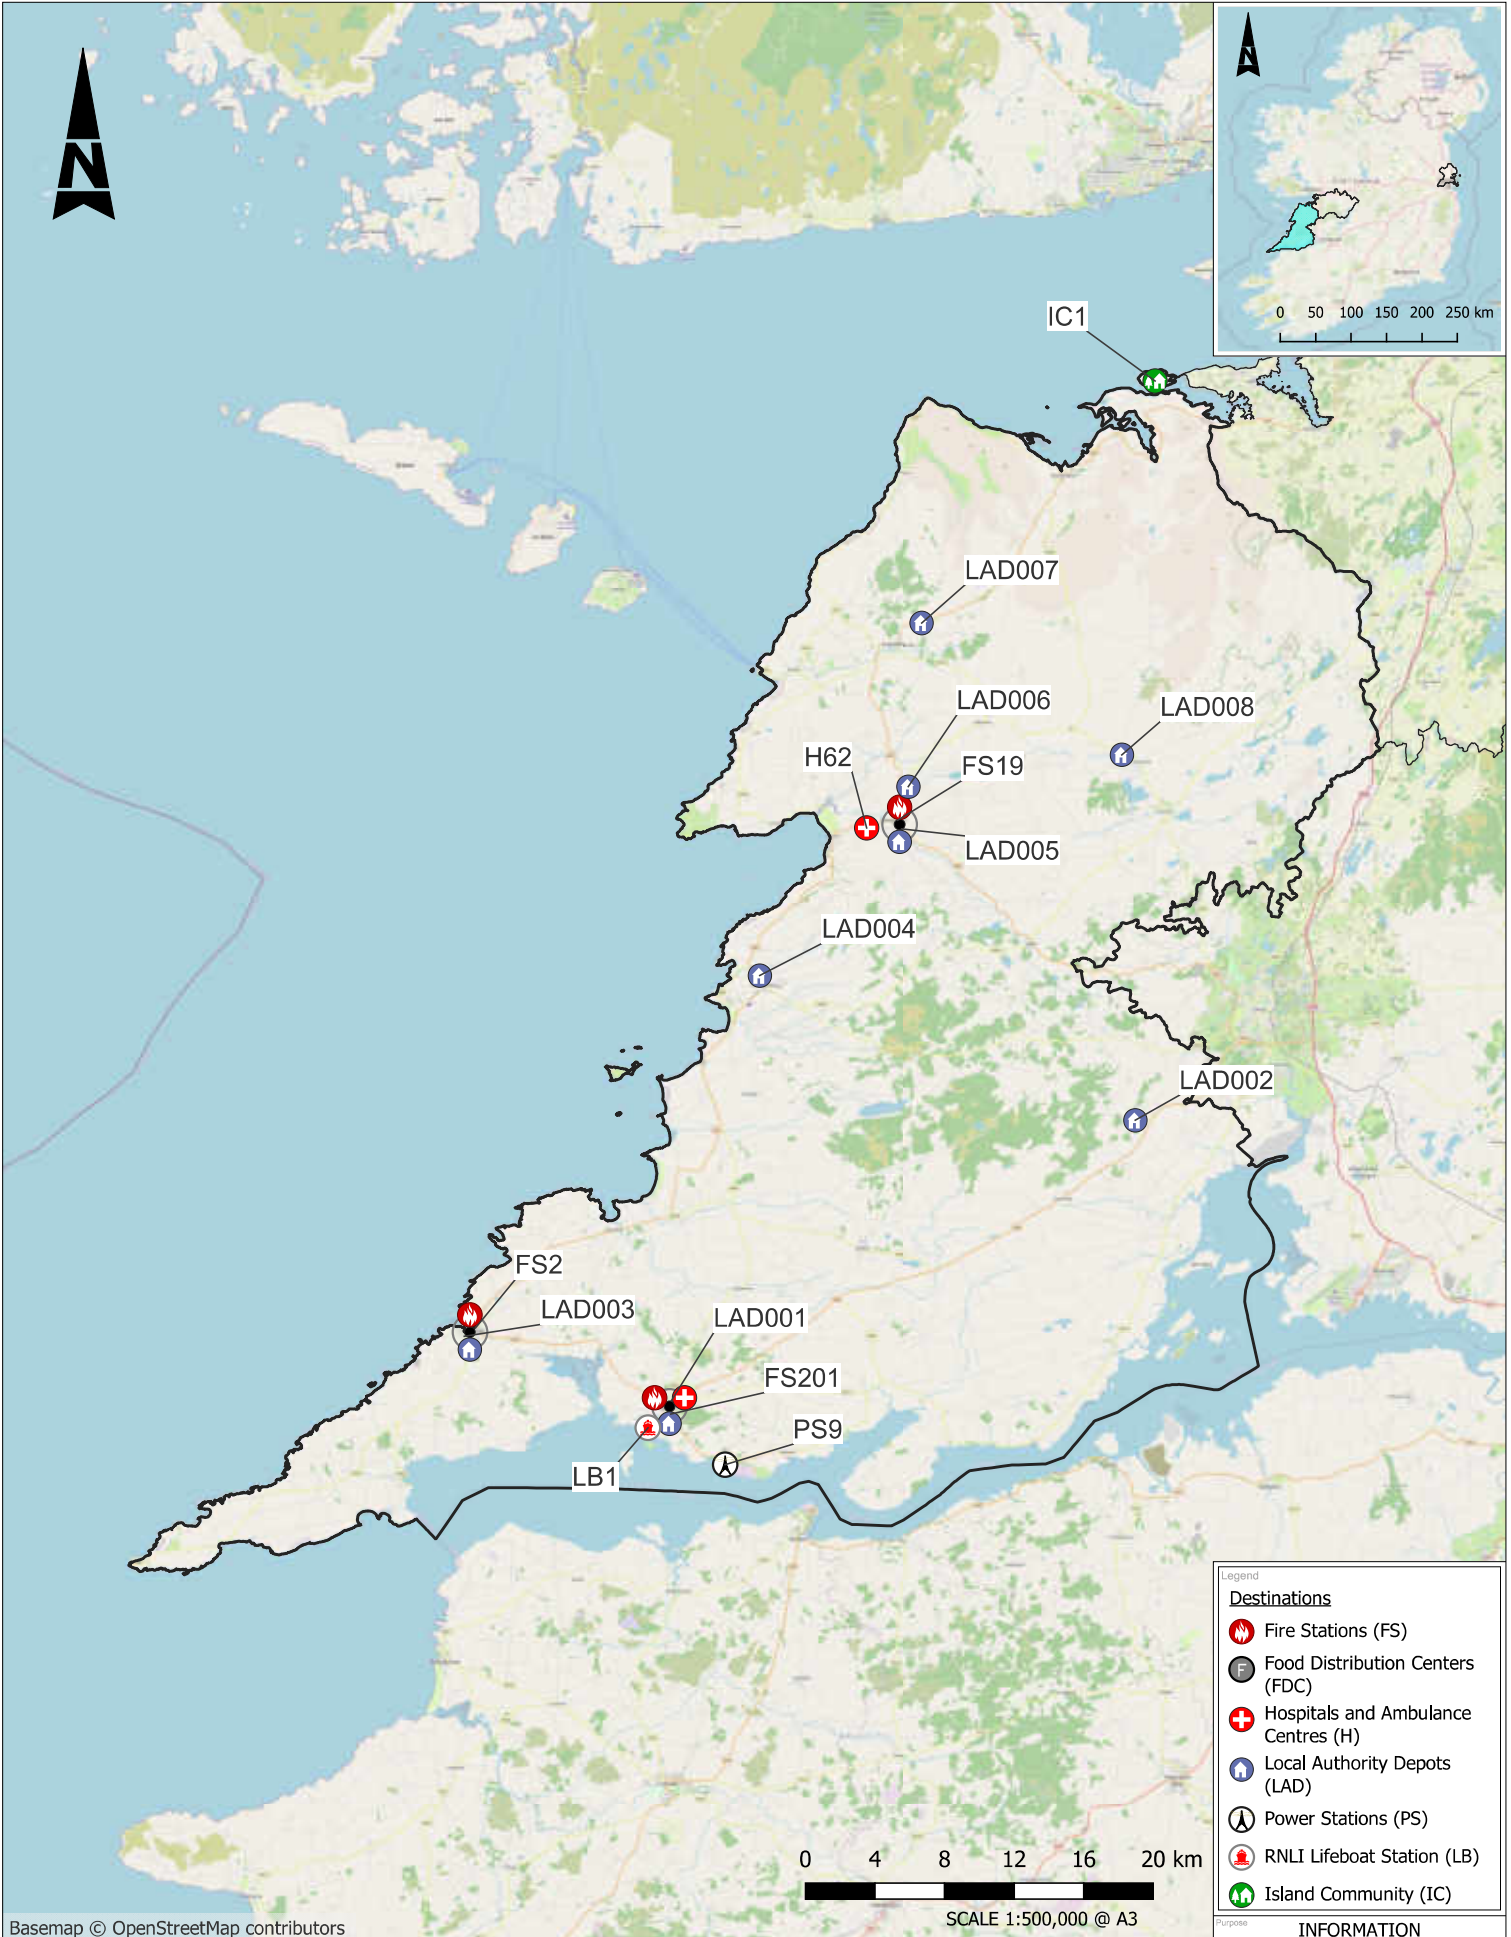 N
N
0 50 100 150 200 250 km
IC1
LAD007
LAD006
LAD008
H62
FS19
LAD005
LAD004
LAD002
FS2
LAD003
LAD001
FS201
PS9
LB1
Legend
Destinations
Fire Stations (FS)
F
Food Distribution Centers
(FDC)
Hospitals and Ambulance
Centres (H)
Local Authority Depots
(LAD)
Power Stations (PS)
RNLI Lifeboat Station (LB)
Island Community (IC)
0 4 8 12 16 20 km
SCALE 1:500,000 @ A3
Basemap © OpenStreetMap contributors
Purpose
INFORMATION